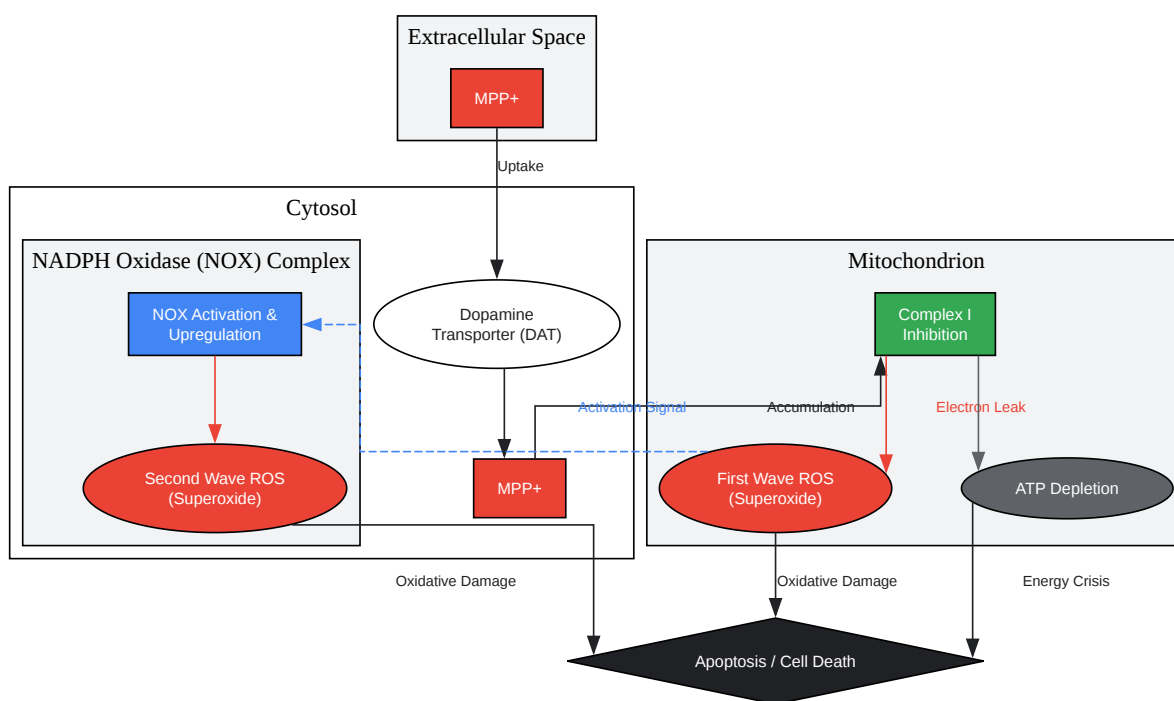 Extracellular Space
MPP+
Uptake
Cytosol
NADPH Oxidase (NOX) Complex
Mitochondrion
NOX Activation &
Upregulation
Dopamine
Transporter (DAT)
Complex I
Inhibition
Activation Signal
Accumulation
Electron Leak
Second Wave ROS
(Superoxide)
MPP+
First Wave ROS
(Superoxide)
ATP Depletion
Oxidative Damage
Oxidative Damage
Energy Crisis
Apoptosis / Cell Death